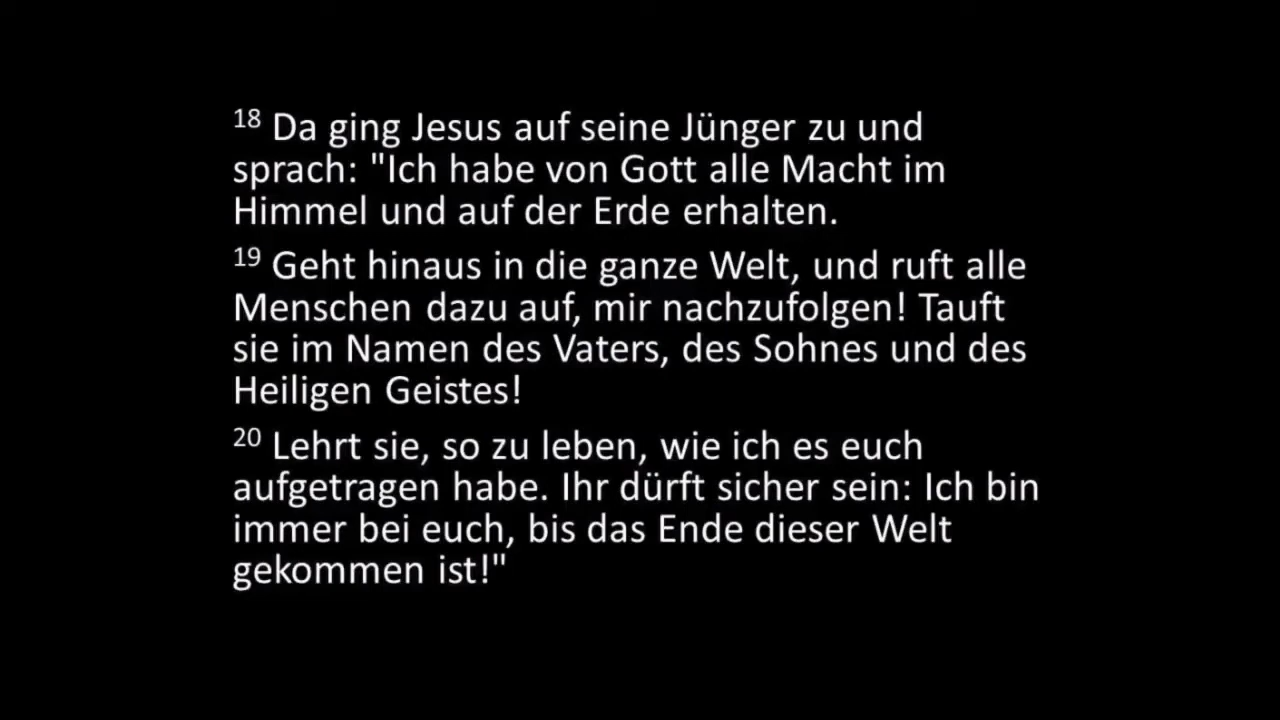 18 Da ging Jesus auf seine Jünger zu und
sprach: "Ich habe von Gott alle Macht im
Himmel und auf der Erde erhalten.
19 Geht hinaus in die ganze Welt, und ruft alle
Menschen dazu auf, mir nachzufolgen! Tauft
sie im Namen des Vaters, des Sohnes und des
Heiligen Geistes!
20 Lehrt sie, so zu leben, wie ich es euch
aufgetragen habe. Ihr dürft sicher sein: Ich bin
immer bei euch, bis das Ende dieser Welt
gekommen ist!"